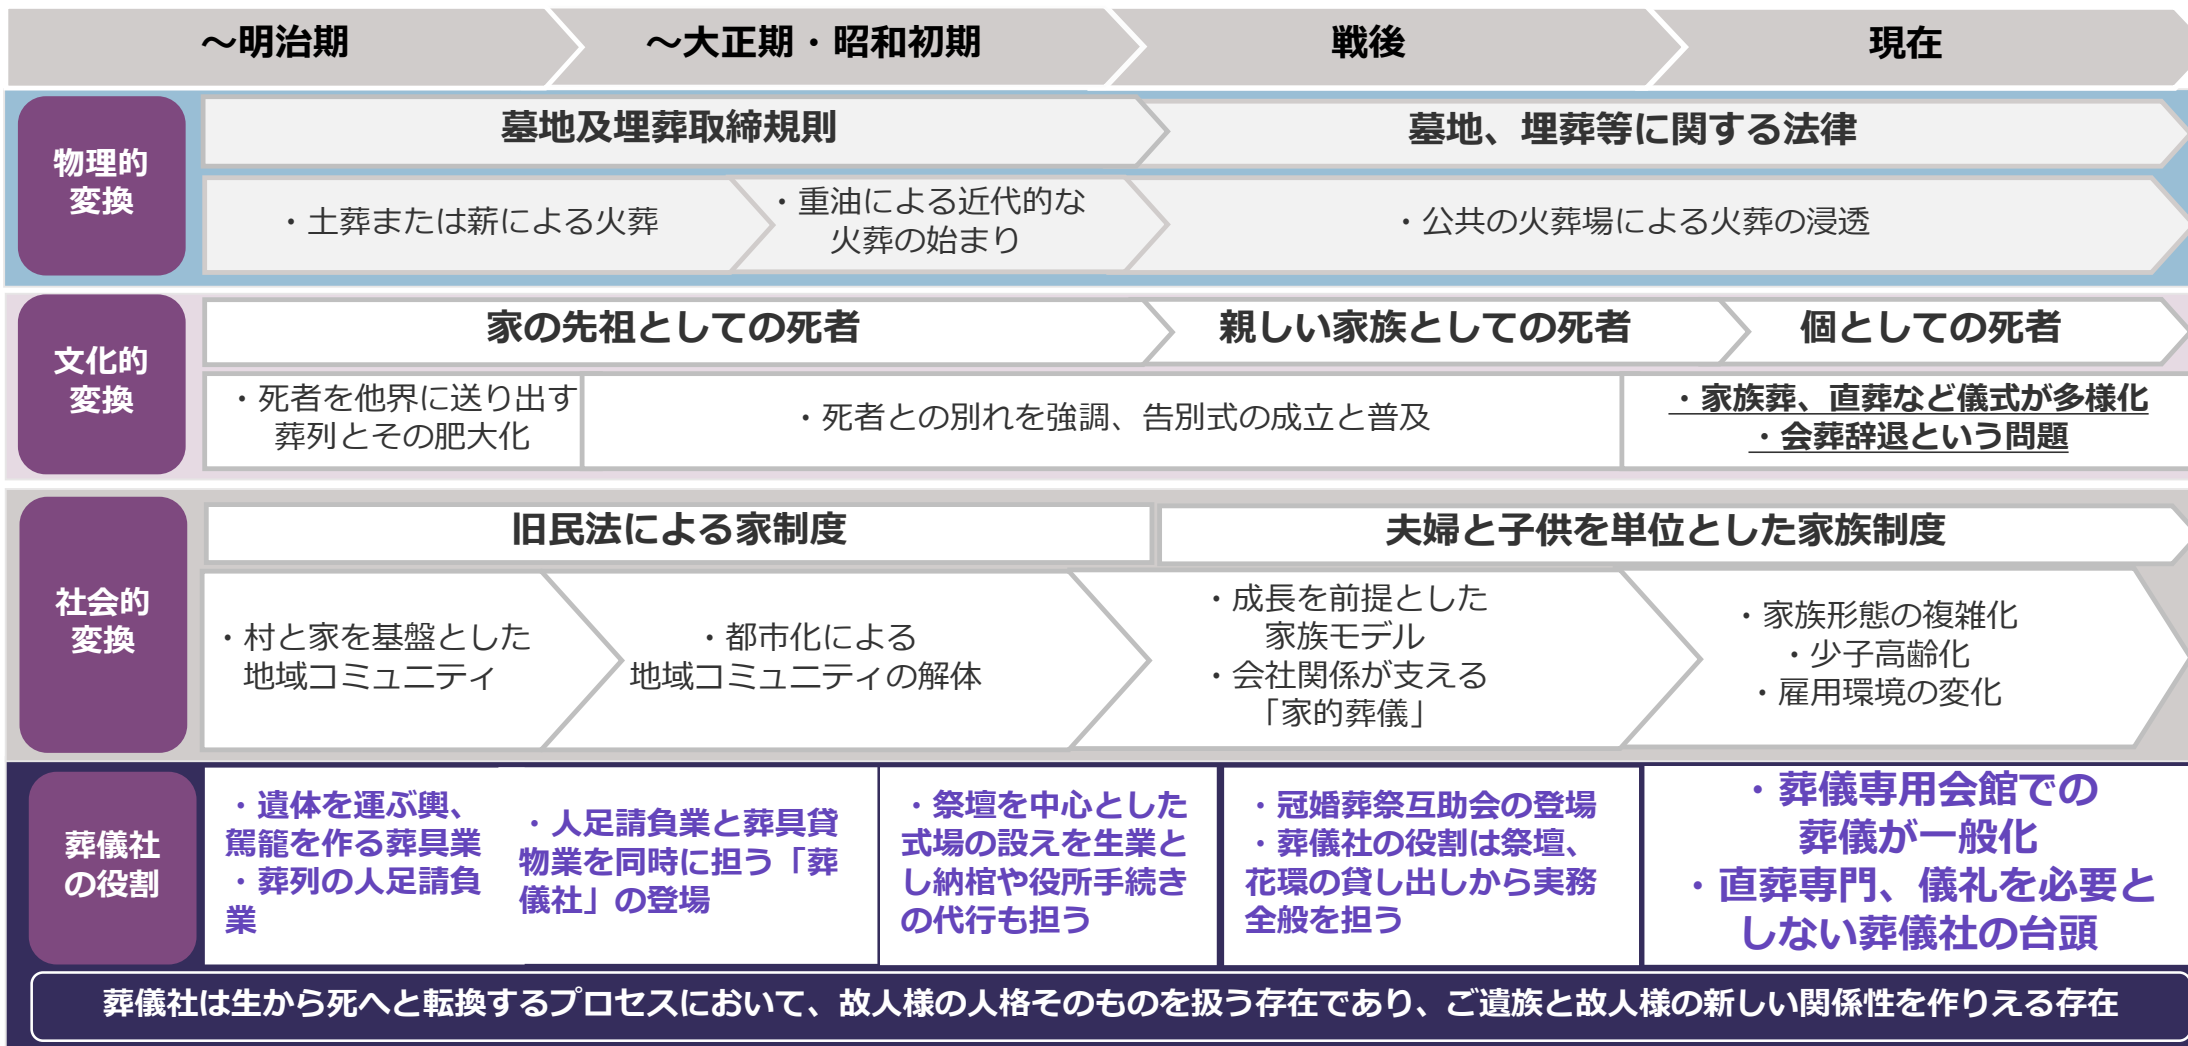 ～明治期
～大正期・昭和初期
戦後
現在
物理的
変換
墓地及埋葬取締規則
墓地、埋葬等に関する法律
・土葬または薪による火葬
・重油による近代的な
火葬の始まり
・公共の火葬場による火葬の浸透
文化的
変換
家の先祖としての死者
親しい家族としての死者
個としての死者
・死者を他界に送り出す
葬列とその肥大化
・死者との別れを強調、告別式の成立と普及
・家族葬、直葬など儀式が多様化
・会葬辞退という問題
社会的
変換
旧民法による家制度
夫婦と子供を単位とした家族制度
・村と家を基盤とした
地域コミュニティ
・都市化による
地域コミュニティの解体
・成長を前提とした
家族モデル
・会社関係が支える
「家的葬儀」
・家族形態の複雑化
・少子高齢化
・雇用環境の変化
葬儀社
の役割
・遺体を運ぶ輿、
駕籠を作る葬具業
・葬列の人足請負
業
・人足請負業と葬具貸
物業を同時に担う「葬
儀社」の登場
・祭壇を中心とした
式場の設えを生業と
し納棺や役所手続き
の代行も担う
・冠婚葬祭互助会の登場
・葬儀社の役割は祭壇、
花環の貸し出しから実務
全般を担う
・葬儀専用会館での
葬儀が一般化
・直葬専門、儀礼を必要と
しない葬儀社の台頭
葬儀社は生から死へと転換するプロセスにおいて、故人様の人格そのものを扱う存在であり、ご遺族と故人様の新しい関係性を作りえる存在